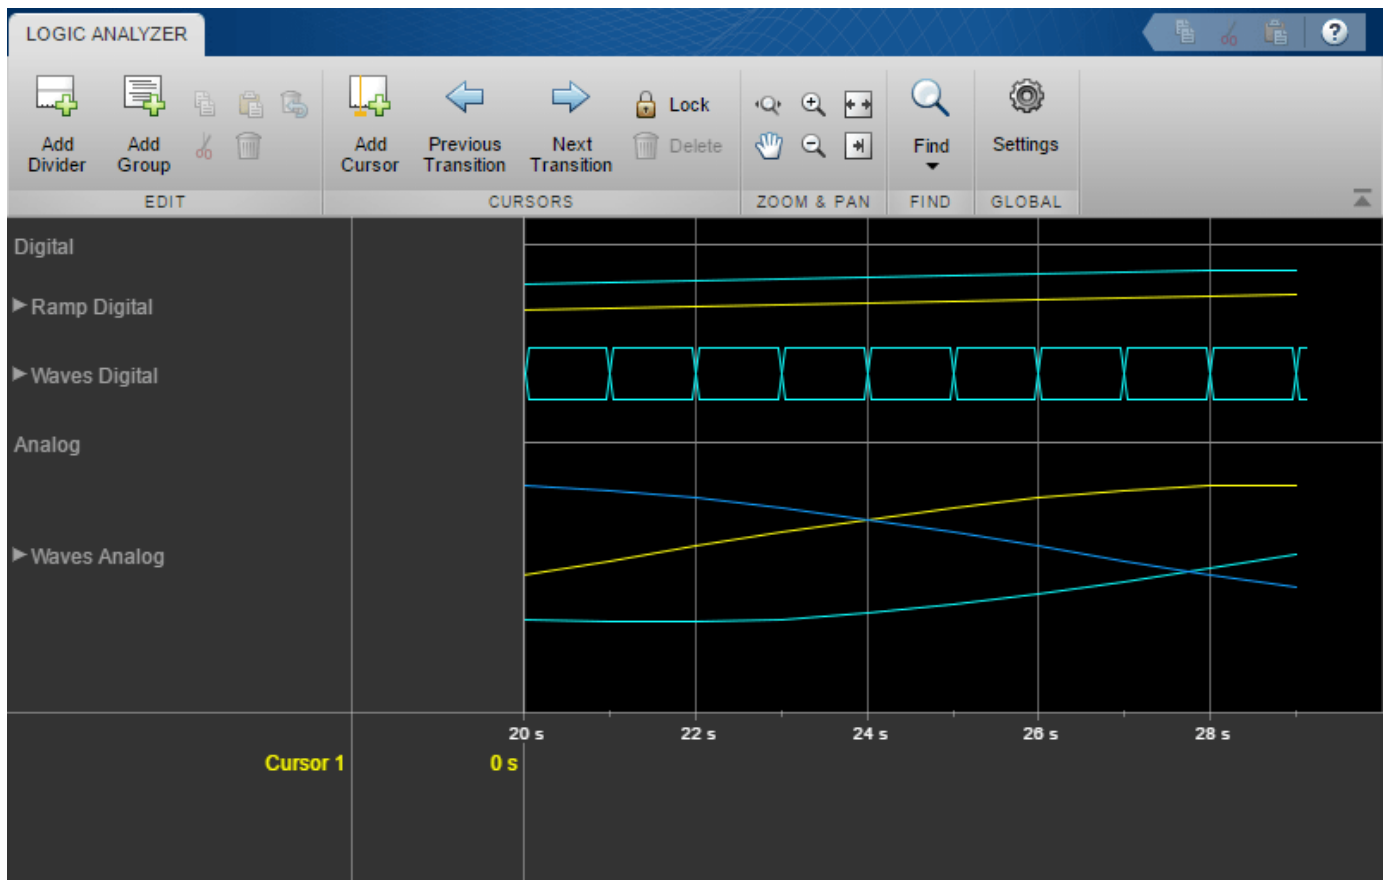 LOGIC ANALYZER
?
Add Divider
Add Group
EDIT
Add Cursor
Previous Transition
Next Transition
Lock
Delete
CURSORS
ZOOM & PAN
Find
FIND
Settings
GLOBAL
Digital
Ramp Digital
Waves Digital
Analog
Waves Analog
20 s 22 s 24 s 26 s 28 s
Cursor 1 0 s